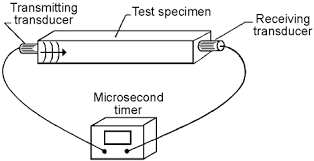 Transmitting
transducer
Test specimen
Receiving
transducer
Microsecond
timer